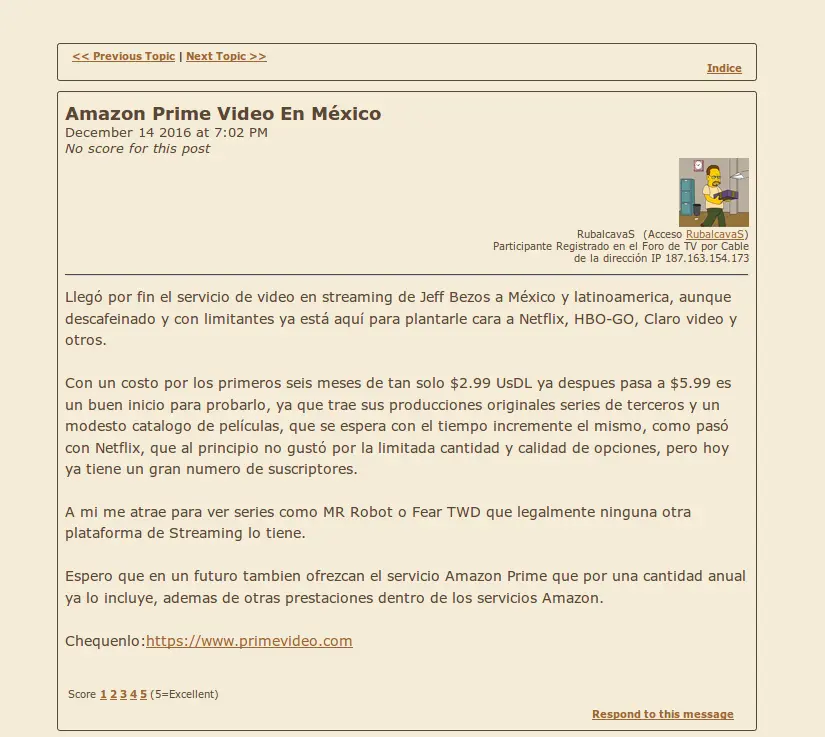 << Previous Topic | Next Topic >>
Indice
Amazon Prime Video En México
December 14 2016 at 7:02 PM
No score for this post
RubalcavaS (Acceso RubalcavaS)
Participante Registrado en el Foro de TV por Cable
de la dirección IP 187.163.154.173
Llegó por fin el servicio de video en streaming de Jeff Bezos a México y latinoamerica, aunque
descafeinado y con limitantes ya está aquí para plantarle cara a Netflix, HBO-GO, Claro video y
otros.
Con un costo por los primeros seis meses de tan solo $2.99 UsDL ya despues pasa a $5.99 es
un buen inicio para probarlo, ya que trae sus producciones originales series de terceros y un
modesto catalogo de películas, que se espera con el tiempo incremente el mismo, como pasó
con Netflix, que al principio no gustó por la limitada cantidad y calidad de opciones, pero hoy
ya tiene un gran numero de suscriptores.
A mi me atrae para ver series como MR Robot o Fear TWD que legalmente ninguna otra
plataforma de Streaming lo tiene.
Espero que en un futuro tambien ofrezcan el servicio Amazon Prime que por una cantidad anual
ya lo incluye, ademas de otras prestaciones dentro de los servicios Amazon.
Chequenlo:https://www.primevideo.com
Score 1 2 3 4 5 (5=Excellent)
Respond to this message